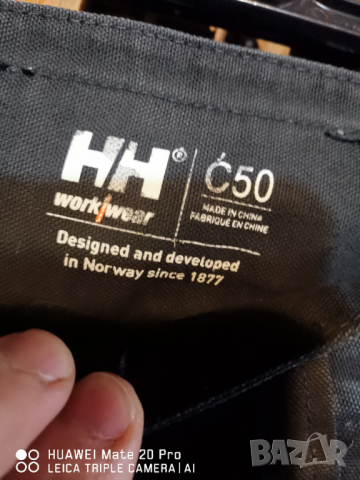 HH®
workwear
C50
MADE IN CHINA
FABRIQUÉ EN CHINE
Designed and developed
in Norway since 1877
HUAWEI Mate 20 Pro
LEICA TRIPLE CAMERA | AI
BAZAR